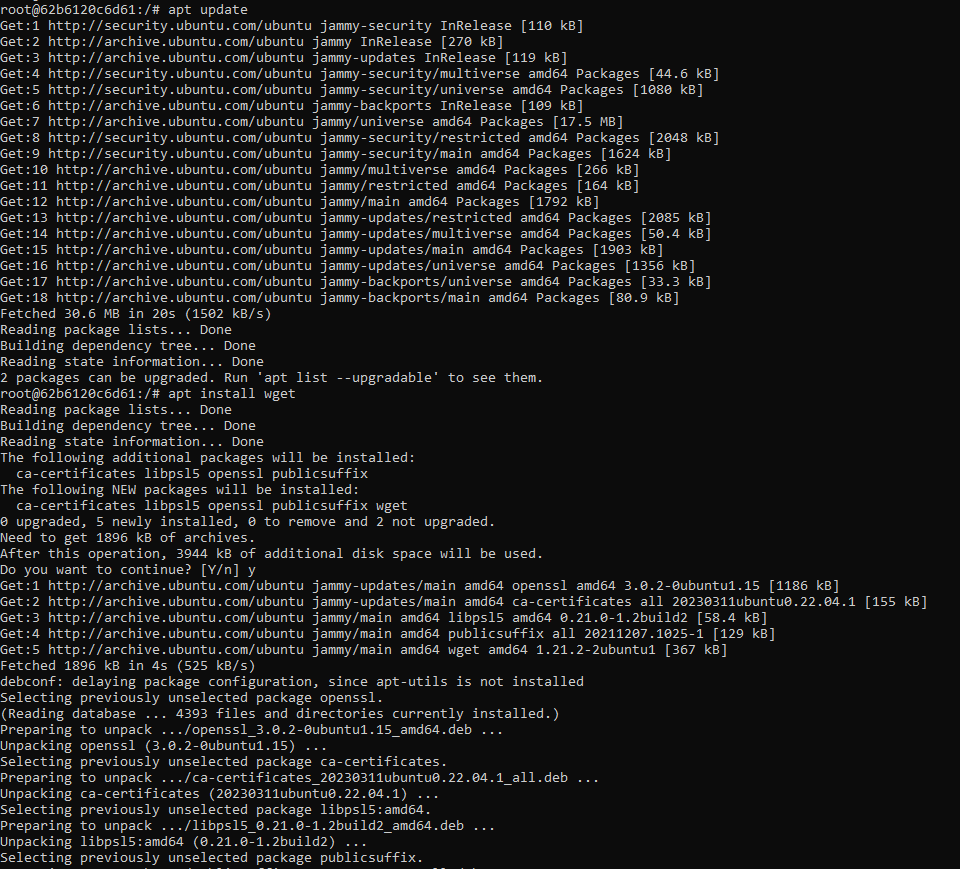 root@62b6120c6d61:/# apt update
Get:1 http://security.ubuntu.com/ubuntu jammy-security InRelease [110 kB]
Get:2 http://archive.ubuntu.com/ubuntu jammy InRelease [270 kB]
Get:3 http://archive.ubuntu.com/ubuntu jammy-updates InRelease [119 kB]
Get:4 http://security.ubuntu.com/ubuntu jammy-security/multiverse amd64 Packages [44.6 kB]
Get:5 http://security.ubuntu.com/ubuntu jammy-security/universe amd64 Packages [1080 kB]
Get:6 http://archive.ubuntu.com/ubuntu jammy-backports InRelease [109 kB]
Get:7 http://archive.ubuntu.com/ubuntu jammy/universe amd64 Packages [17.5 MB]
Get:8 http://security.ubuntu.com/ubuntu jammy-security/restricted amd64 Packages [2048 kB]
Get:9 http://security.ubuntu.com/ubuntu jammy-security/main amd64 Packages [1624 kB]
Get:10 http://archive.ubuntu.com/ubuntu jammy/multiverse amd64 Packages [266 kB]
Get:11 http://archive.ubuntu.com/ubuntu jammy/restricted amd64 Packages [164 kB]
Get:12 http://archive.ubuntu.com/ubuntu jammy/main amd64 Packages [1792 kB]
Get:13 http://archive.ubuntu.com/ubuntu jammy-updates/restricted amd64 Packages [2085 kB]
Get:14 http://archive.ubuntu.com/ubuntu jammy-updates/multiverse amd64 Packages [50.4 kB]
Get:15 http://archive.ubuntu.com/ubuntu jammy-updates/main amd64 Packages [1903 kB]
Get:16 http://archive.ubuntu.com/ubuntu jammy-updates/universe amd64 Packages [1356 kB]
Get:17 http://archive.ubuntu.com/ubuntu jammy-backports/universe amd64 Packages [33.3 kB]
Get:18 http://archive.ubuntu.com/ubuntu jammy-backports/main amd64 Packages [80.9 kB]
Fetched 30.6 MB in 20s (1502 kB/s)
Reading package lists... Done
Building dependency tree... Done
Reading state information... Done
2 packages can be upgraded. Run 'apt list --upgradable' to see them.
root@62b6120c6d61:/# apt install wget
Reading package lists... Done
Building dependency tree... Done
Reading state information... Done
The following additional packages will be installed:
  ca-certificates libpsl5 openssl publicsuffix
The following NEW packages will be installed:
  ca-certificates libpsl5 openssl publicsuffix wget
0 upgraded, 5 newly installed, 0 to remove and 2 not upgraded.
Need to get 1896 kB of archives.
After this operation, 3944 kB of additional disk space will be used.
Do you want to continue? [Y/n] y
Get:1 http://archive.ubuntu.com/ubuntu jammy-updates/main amd64 openssl amd64 3.0.2-0ubuntu1.15 [1186 kB]
Get:2 http://archive.ubuntu.com/ubuntu jammy-updates/main amd64 ca-certificates all 20230311ubuntu0.22.04.1 [155 kB]
Get:3 http://archive.ubuntu.com/ubuntu jammy/main amd64 libpsl5 amd64 0.21.0-1.2build2 [58.4 kB]
Get:4 http://archive.ubuntu.com/ubuntu jammy/main amd64 publicsuffix all 20211207.1025-1 [129 kB]
Get:5 http://archive.ubuntu.com/ubuntu jammy/main amd64 wget amd64 1.21.2-2ubuntu1 [367 kB]
Fetched 1896 kB in 4s (525 kB/s)
debconf: delaying package configuration, since apt-utils is not installed
Selecting previously unselected package openssl.
(Reading database ... 4393 files and directories currently installed.)
Preparing to unpack .../openssl_3.0.2-0ubuntu1.15_amd64.deb ...
Unpacking openssl (3.0.2-0ubuntu1.15) ...
Selecting previously unselected package ca-certificates.
Preparing to unpack .../ca-certificates_20230311ubuntu0.22.04.1_all.deb ...
Unpacking ca-certificates (20230311ubuntu0.22.04.1) ...
Selecting previously unselected package libpsl5:amd64.
Preparing to unpack .../libpsl5_0.21.0-1.2build2_amd64.deb ...
Unpacking libpsl5:amd64 (0.21.0-1.2build2) ...
Selecting previously unselected package publicsuffix.